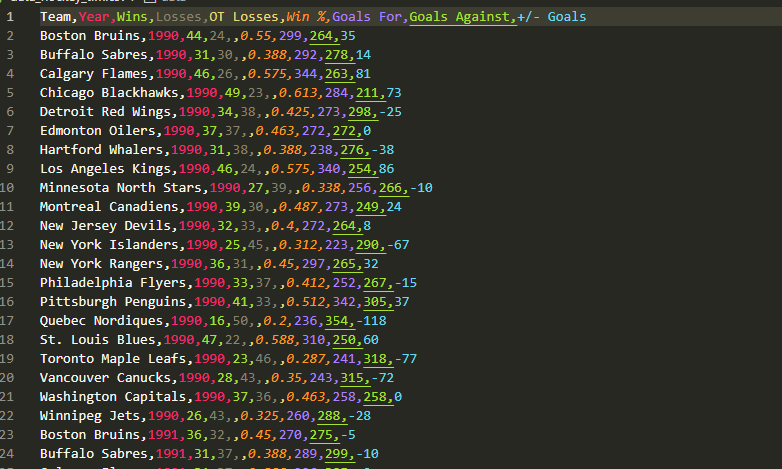 1 Team,Year,Wins,Losses,OT Losses,Win %,Goals For,Goals Against,+/- Goals
2 Boston Bruins,1990,44,24,,0.55,299,264,35
3 Buffalo Sabres,1990,31,30,,0.388,292,278,14
4 Calgary Flames,1990,46,26,,0.575,344,263,81
5 Chicago Blackhawks,1990,49,23,,0.613,284,211,73
6 Detroit Red Wings,1990,34,38,,0.425,273,298,-25
7 Edmonton Oilers,1990,37,37,,0.463,272,272,0
8 Hartford Whalers,1990,31,38,,0.388,238,276,-38
9 Los Angeles Kings,1990,46,24,,0.575,340,254,86
10 Minnesota North Stars,1990,27,39,,0.338,256,266,-10
11 Montreal Canadiens,1990,39,30,,0.487,273,249,24
12 New Jersey Devils,1990,32,33,,0.4,272,264,8
13 New York Islanders,1990,25,45,,0.312,223,290,-67
14 New York Rangers,1990,36,31,,0.45,297,265,32
15 Philadelphia Flyers,1990,33,37,,0.412,252,267,-15
16 Pittsburgh Penguins,1990,41,33,,0.512,342,305,37
17 Quebec Nordiques,1990,16,50,,0.2,236,354,-118
18 St. Louis Blues,1990,47,22,,0.588,310,250,60
19 Toronto Maple Leafs,1990,23,46,,0.287,241,318,-77
20 Vancouver Canucks,1990,28,43,,0.35,243,315,-72
21 Washington Capitals,1990,37,36,,0.463,258,258,0
22 Winnipeg Jets,1990,26,43,,0.325,260,288,-28
23 Boston Bruins,1991,36,32,,0.45,270,275,-5
24 Buffalo Sabres,1991,31,37,,0.388,289,299,-10